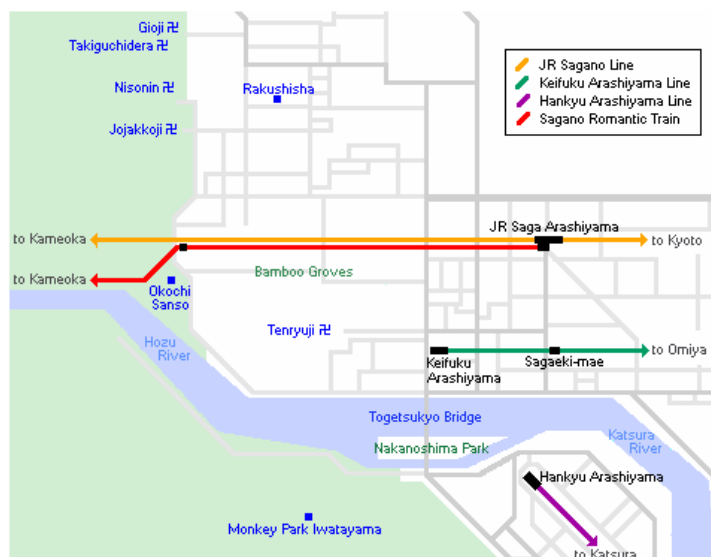 Gioji 卍
Takiguchidera 卍
Nisonin 卍
Rakushisha
Jojakkoji 卍
JR Sagano Line
Keifuku Arashiyama Line
Hankyu Arashiyama Line
Sagano Romantic Train
JR Saga Arashiyama
to Kameoka
to Kyoto
to Kameoka
Bamboo Groves
Okochi
Sanso
Tenryuji 卍
Hozu
River
Keifuku
Arashiyama
Sagaeki-mae
to Omiya
Togetsukyo Bridge
Nakanoshima Park
Katsura
River
Hankyu Arashiyama
Monkey Park Iwatayama
to Katsura